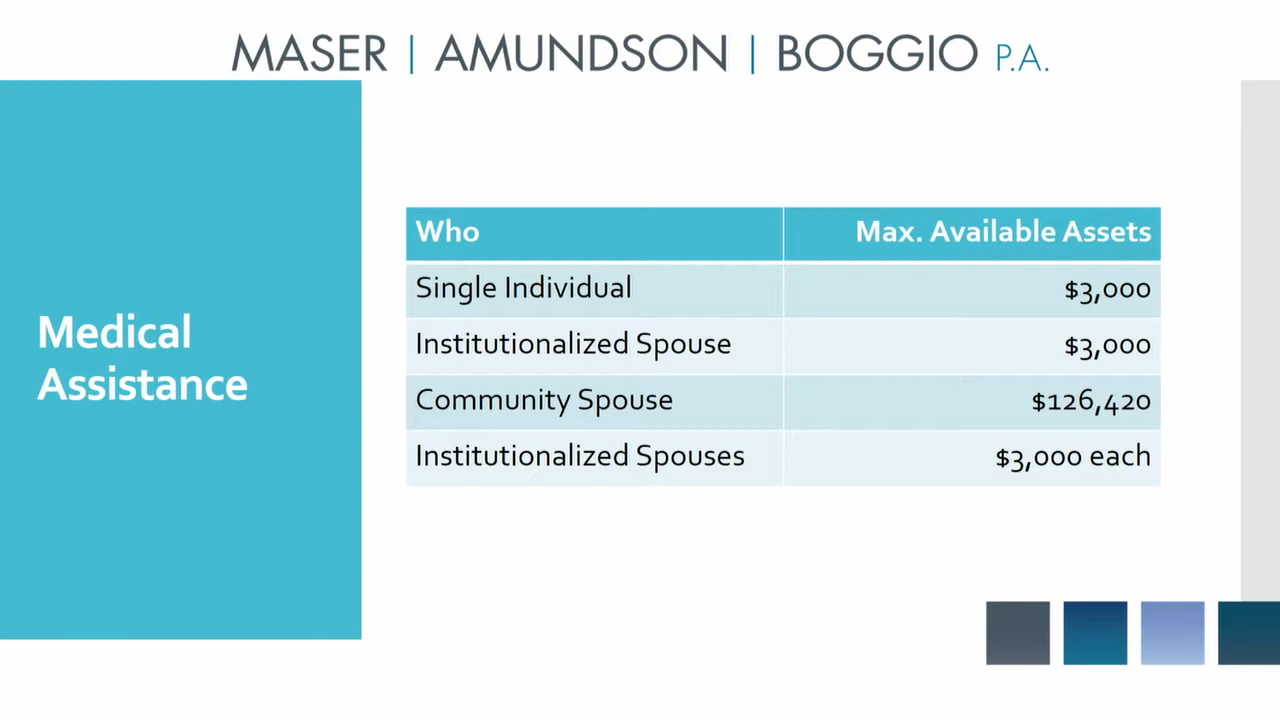 MASER | AMUNDSON | BOGGIO P.A.
Medical
Assistance
Who Max. Available Assets
Single Individual $3,000
Institutionalized Spouse $3,000
Community Spouse $126,420
Institutionalized Spouses $3,000 each